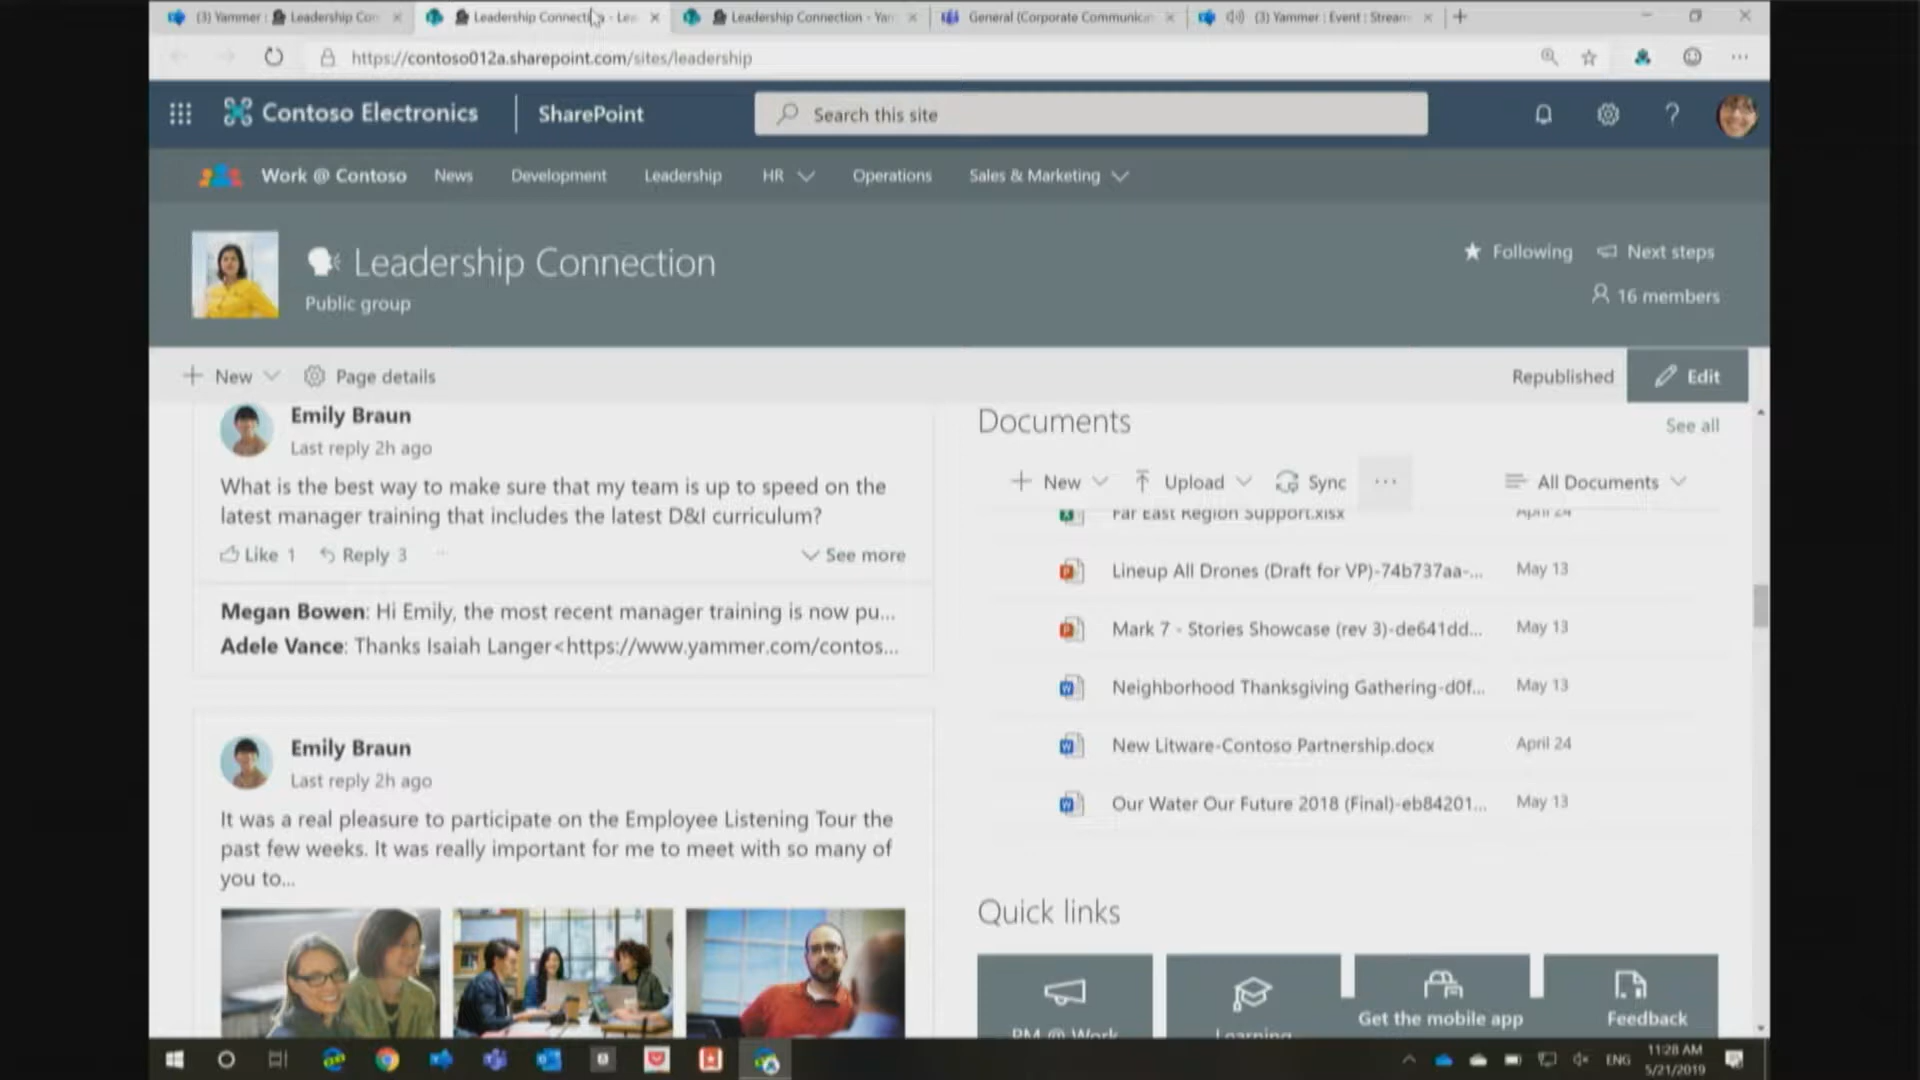 (3) Yammer : Leadership Con
Leadership Connecti - Lea
Leadership Connection - Yam
General (Corporate Communica
(3) Yammer : Event : Stream
https://contoso012a.sharepoint.com/sites/leadership
Contoso Electronics
SharePoint
Search this site
Work @ Contoso
News
Development
Leadership
HR
Operations
Sales & Marketing
Leadership Connection
Public group
Following
Next steps
16 members
New
Page details
Republished
Edit
Emily Braun
Last reply 2h ago
What is the best way to make sure that my team is up to speed on the
latest manager training that includes the latest D&I curriculum?
Like 1
Reply 3
See more
Megan Bowen: Hi Emily, the most recent manager training is now pu...
Adele Vance: Thanks Isaiah Langer<https://www.yammer.com/contos...
Emily Braun
Last reply 2h ago
It was a real pleasure to participate on the Employee Listening Tour the
past few weeks. It was really important for me to meet with so many of
you to...
Documents
See all
New
Upload
Sync
...
All Documents
Far East Region Support.xlsx
April 24
Lineup All Drones (Draft for VP)-74b737aa-...
May 13
Mark 7 - Stories Showcase (rev 3)-de641dd...
May 13
Neighborhood Thanksgiving Gathering-d0f...
May 13
New Litware-Contoso Partnership.docx
April 24
Our Water Our Future 2018 (Final)-eb84201...
May 13
Quick links
PM @ Work
Learning
Get the mobile app
Feedback
ENG
11:28 AM
5/21/2019